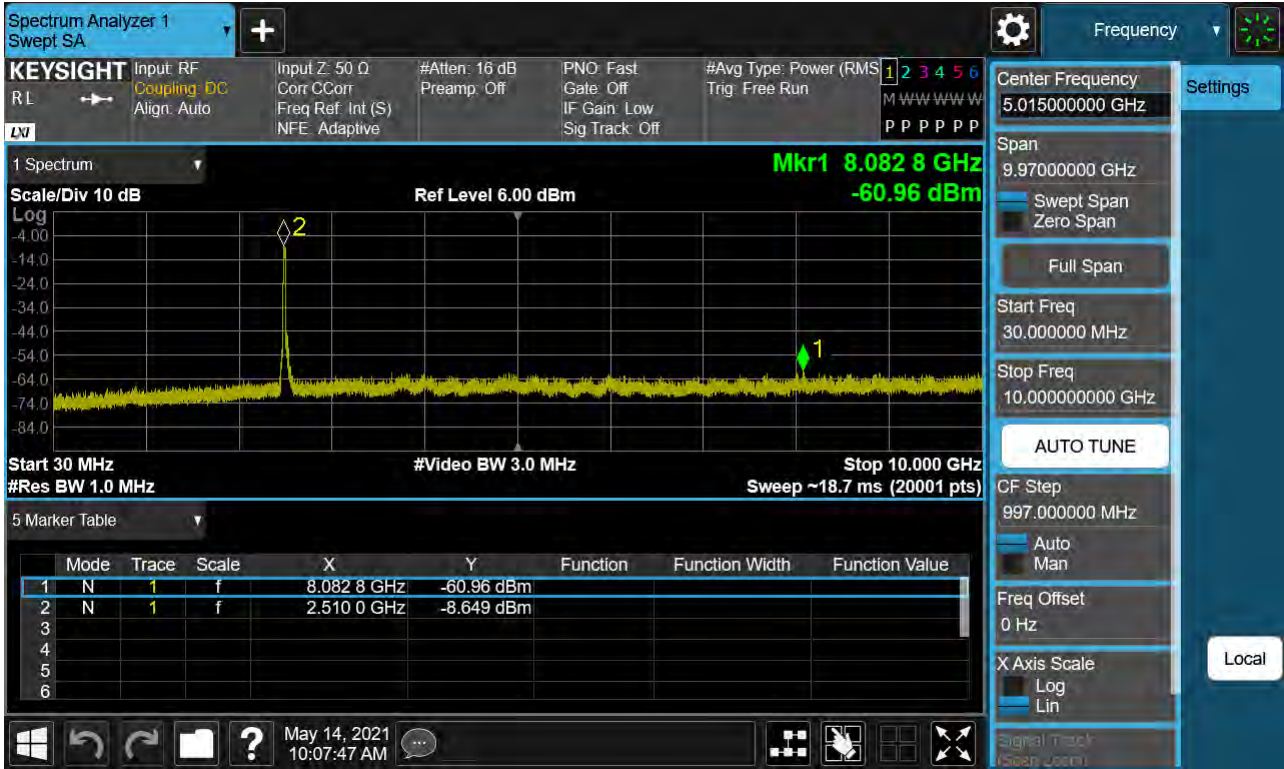 Spectrum Analyzer 1
Swept SA
Frequency
KEYSIGHT
R L
LXI
Input: RF
Coupling: DC
Align: Auto
Input Z: 50 Ω
Corr CCorr
Freq Ref: Int (S)
NFE: Adaptive
#Atten: 16 dB
Preamp: Off
PNO: Fast
Gate: Off
IF Gain: Low
Sig Track: Off
#Avg Type: Power (RMS
Trig: Free Run
1 2 3 4 5 6
M W W W W W
P P P P P P
1 Spectrum
Mkr1 8.082 8 GHz
-60.96 dBm
Scale/Div 10 dB
Ref Level 6.00 dBm
Log
-4.00
-14.0
-24.0
-34.0
-44.0
-54.0
-64.0
-74.0
-84.0
2
1
Start 30 MHz
#Video BW 3.0 MHz
Stop 10.000 GHz
#Res BW 1.0 MHz
Sweep ~18.7 ms (20001 pts)
5 Marker Table
Mode Trace Scale X Y Function Function Width Function Value
1 N 1 f 8.082 8 GHz -60.96 dBm
2 N 1 f 2.510 0 GHz -8.649 dBm
3
4
5
6
May 14, 2021
10:07:47 AM
Center Frequency
5.015000000 GHz
Span
9.97000000 GHz
Swept Span
Zero Span
Full Span
Start Freq
30.000000 MHz
Stop Freq
10.000000000 GHz
AUTO TUNE
CF Step
997.000000 MHz
Auto
Man
Freq Offset
0 Hz
X Axis Scale
Log
Lin
Signal Track
(Span Zoom)
Settings
Local